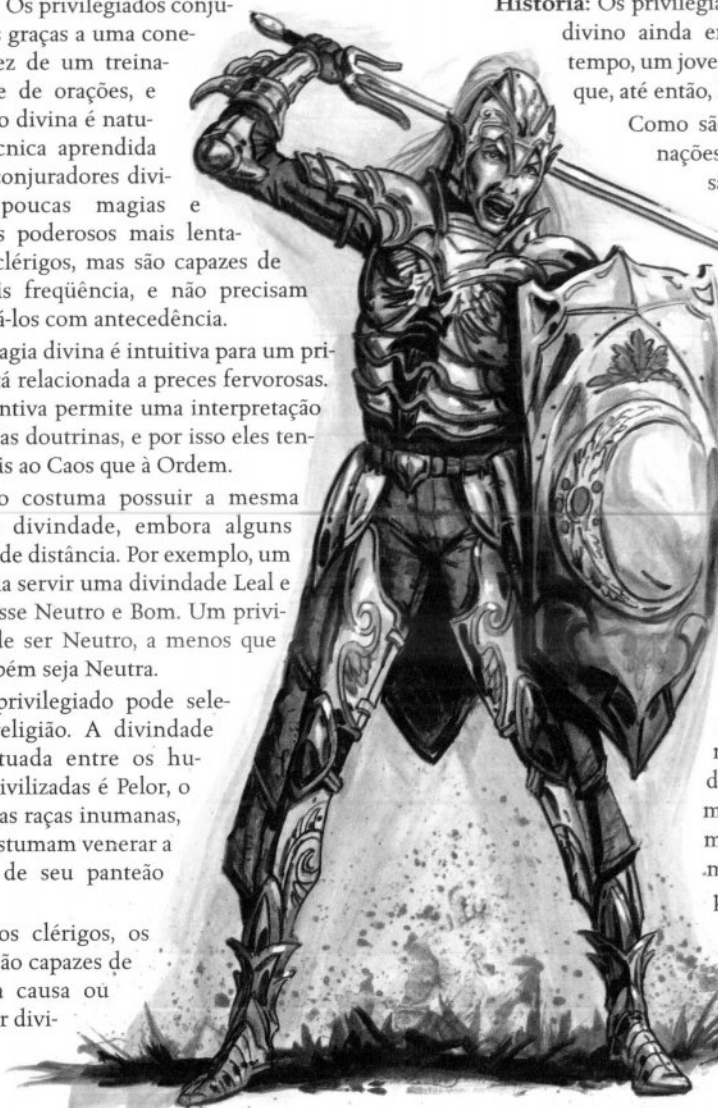 Os privilegiados conju-
s graças a uma cone-
ez de um treina-
e de orações, e
o divina é natu-
cnica aprendida
conjuradores divi-
poucas magias e
s poderosos mais lenta-
clérigos, mas são capazes de
is freqüência, e não precisam
á-los com antecedência.
agia divina é intuitiva para um pri-
tá relacionada a preces fervorosas.
ntiva permite uma interpretação
as doutrinas, e por isso eles ten-
is ao Caos que à Ordem.
o costuma possuir a mesma
divindade, embora alguns
de distância. Por exemplo, um
ia servir uma divindade Leal e
sse Neutro e Bom. Um privi-
de ser Neutro, a menos que
bém seja Neutra.
privilegiado pode sele-
religião. A divindade
tuada entre os hu-
ivilizadas é Pelor, o
as raças inumanas,
stumam venerar a
de seu panteão
os clérigos, os
ão capazes de
a causa ou
r divi-
História: Os privilegia
divino ainda e
tempo, um jove
que, até então,
Como sã
nações
s
r
d
m
m
m
p